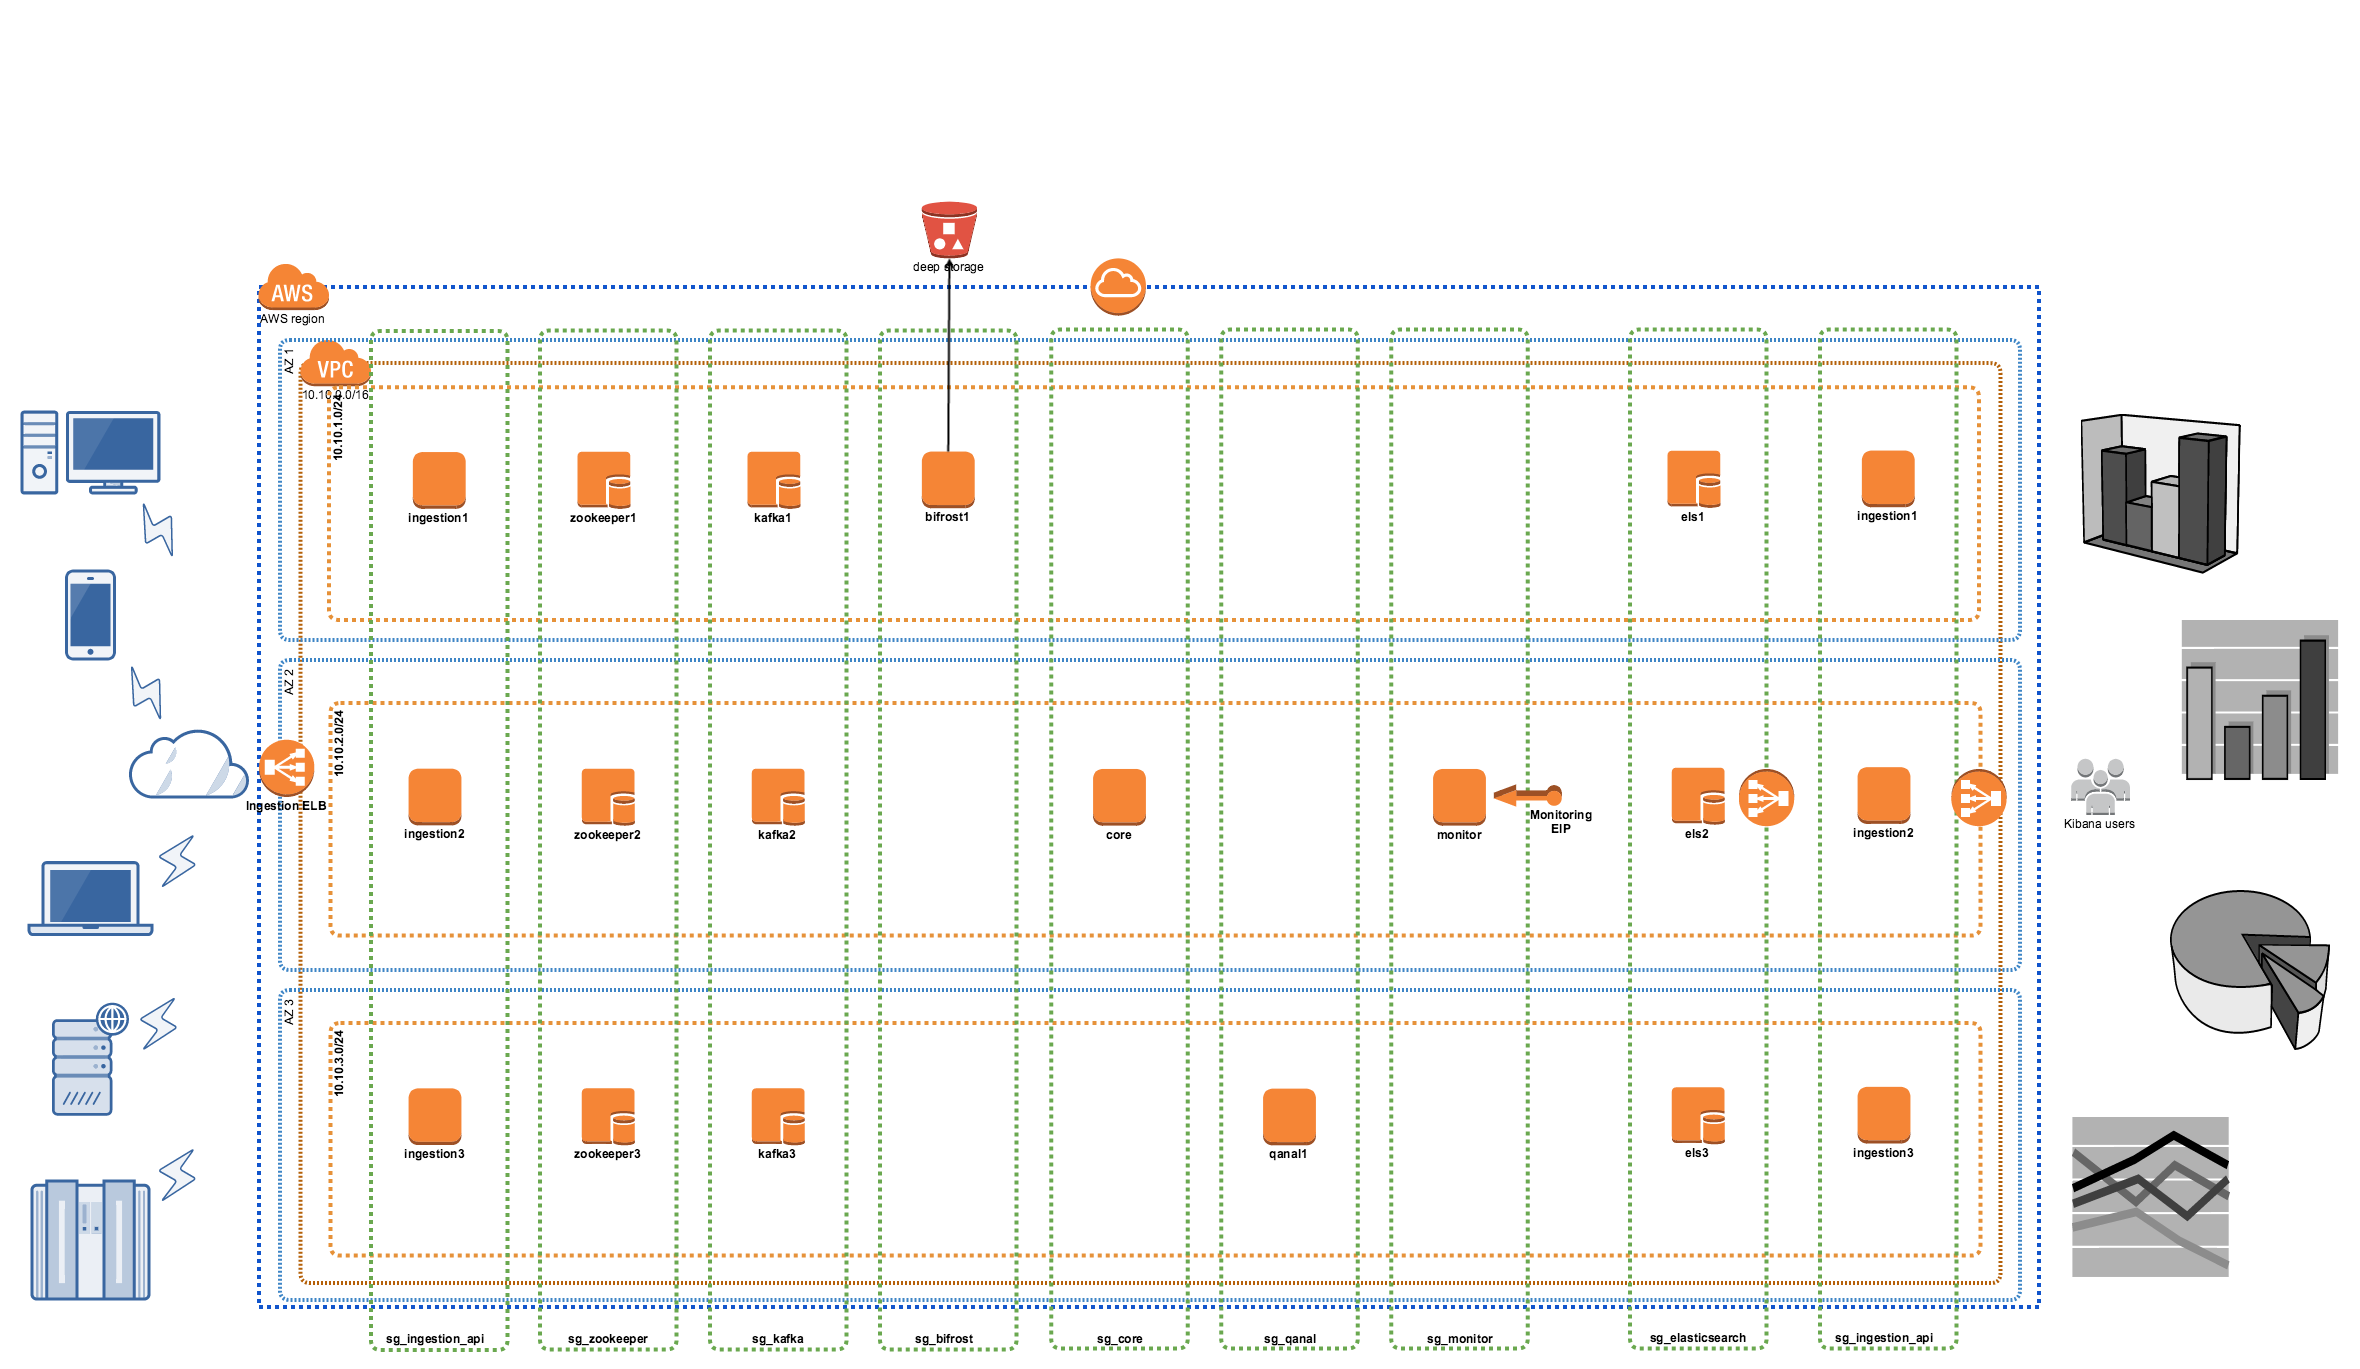 deep storage
AWS
AWS region
AZ 1
VPC
10.10.0.0/16
10.10.1.0/24
ingestion1
zookeeper1
kafka1
bifrost1
els1
ingestion1
AZ 2
10.10.2.0/24
Ingestion ELB
ingestion2
zookeeper2
kafka2
core
monitor
Monitoring
EIP
els2
ingestion2
Kibana users
AZ 3
10.10.3.0/24
ingestion3
zookeeper3
kafka3
qanal1
els3
ingestion3
sg_ingestion_api
sg_zookeeper
sg_kafka
sg_bifrost
sg_core
sg_qanal
sg_monitor
sg_elasticsearch
sg_ingestion_api